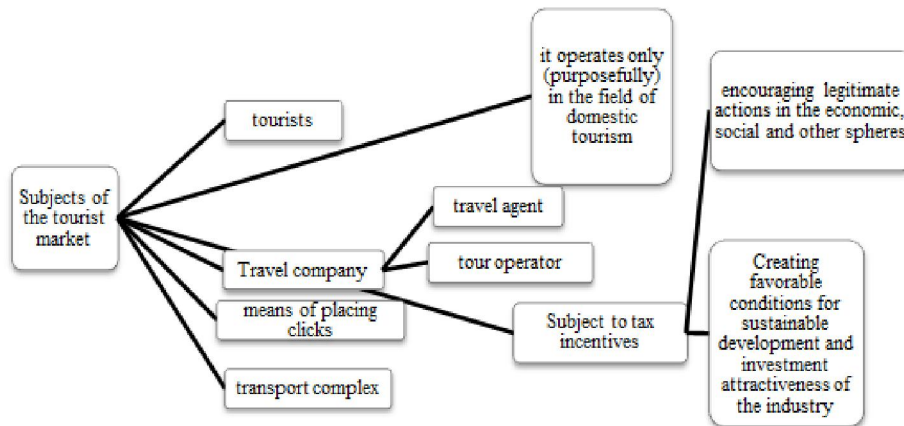 Subjects of
the tourist
market
tourists
it operates only
(purposefully)
in the field of
domestic
tourism
Travel company
travel agent
tour operator
means of placing
clicks
transport complex
Subject to tax
incentives
encouraging legitimate
actions in the economic,
social and other spheres
Creating
favorable
conditions for
sustainable
development and
investment
attractiveness of
the industry